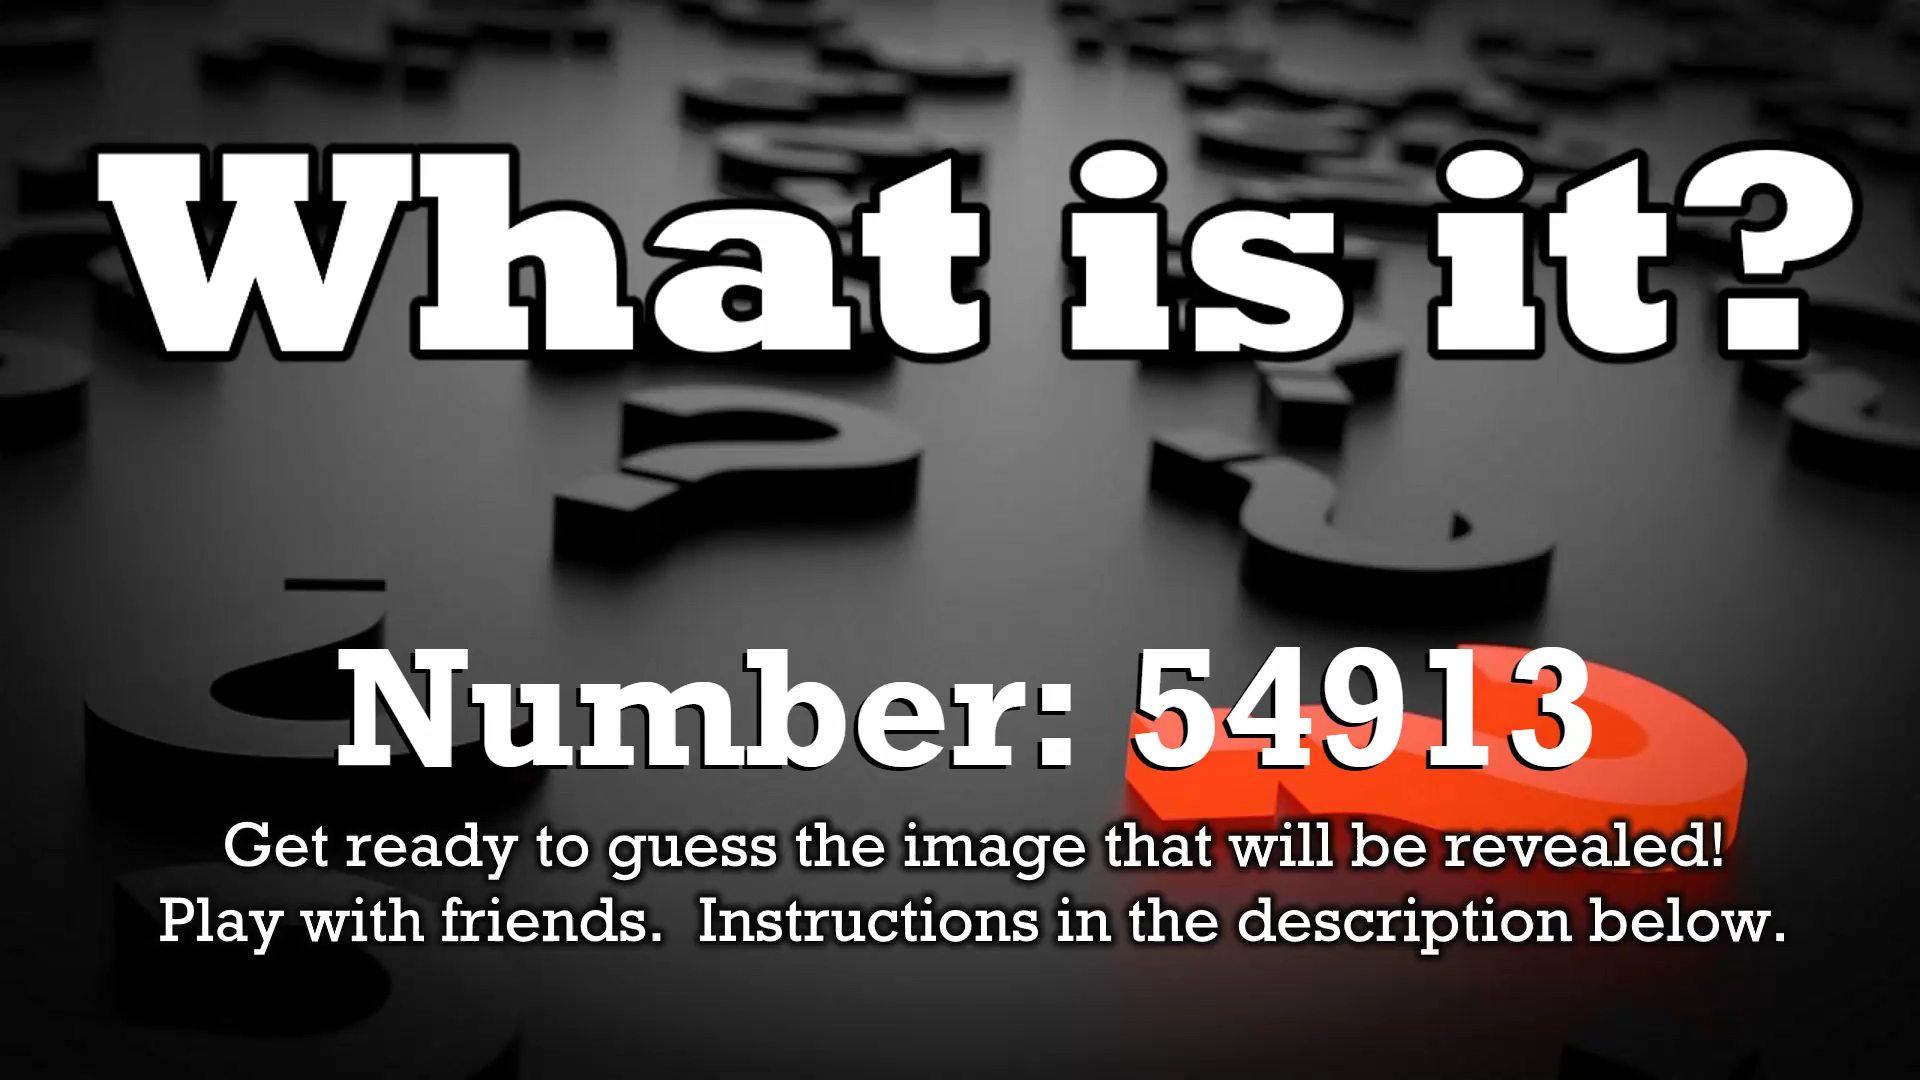 What is it?
Number: 54913
Get ready to guess the image that will be revealed!
Play with friends.  Instructions in the description below.